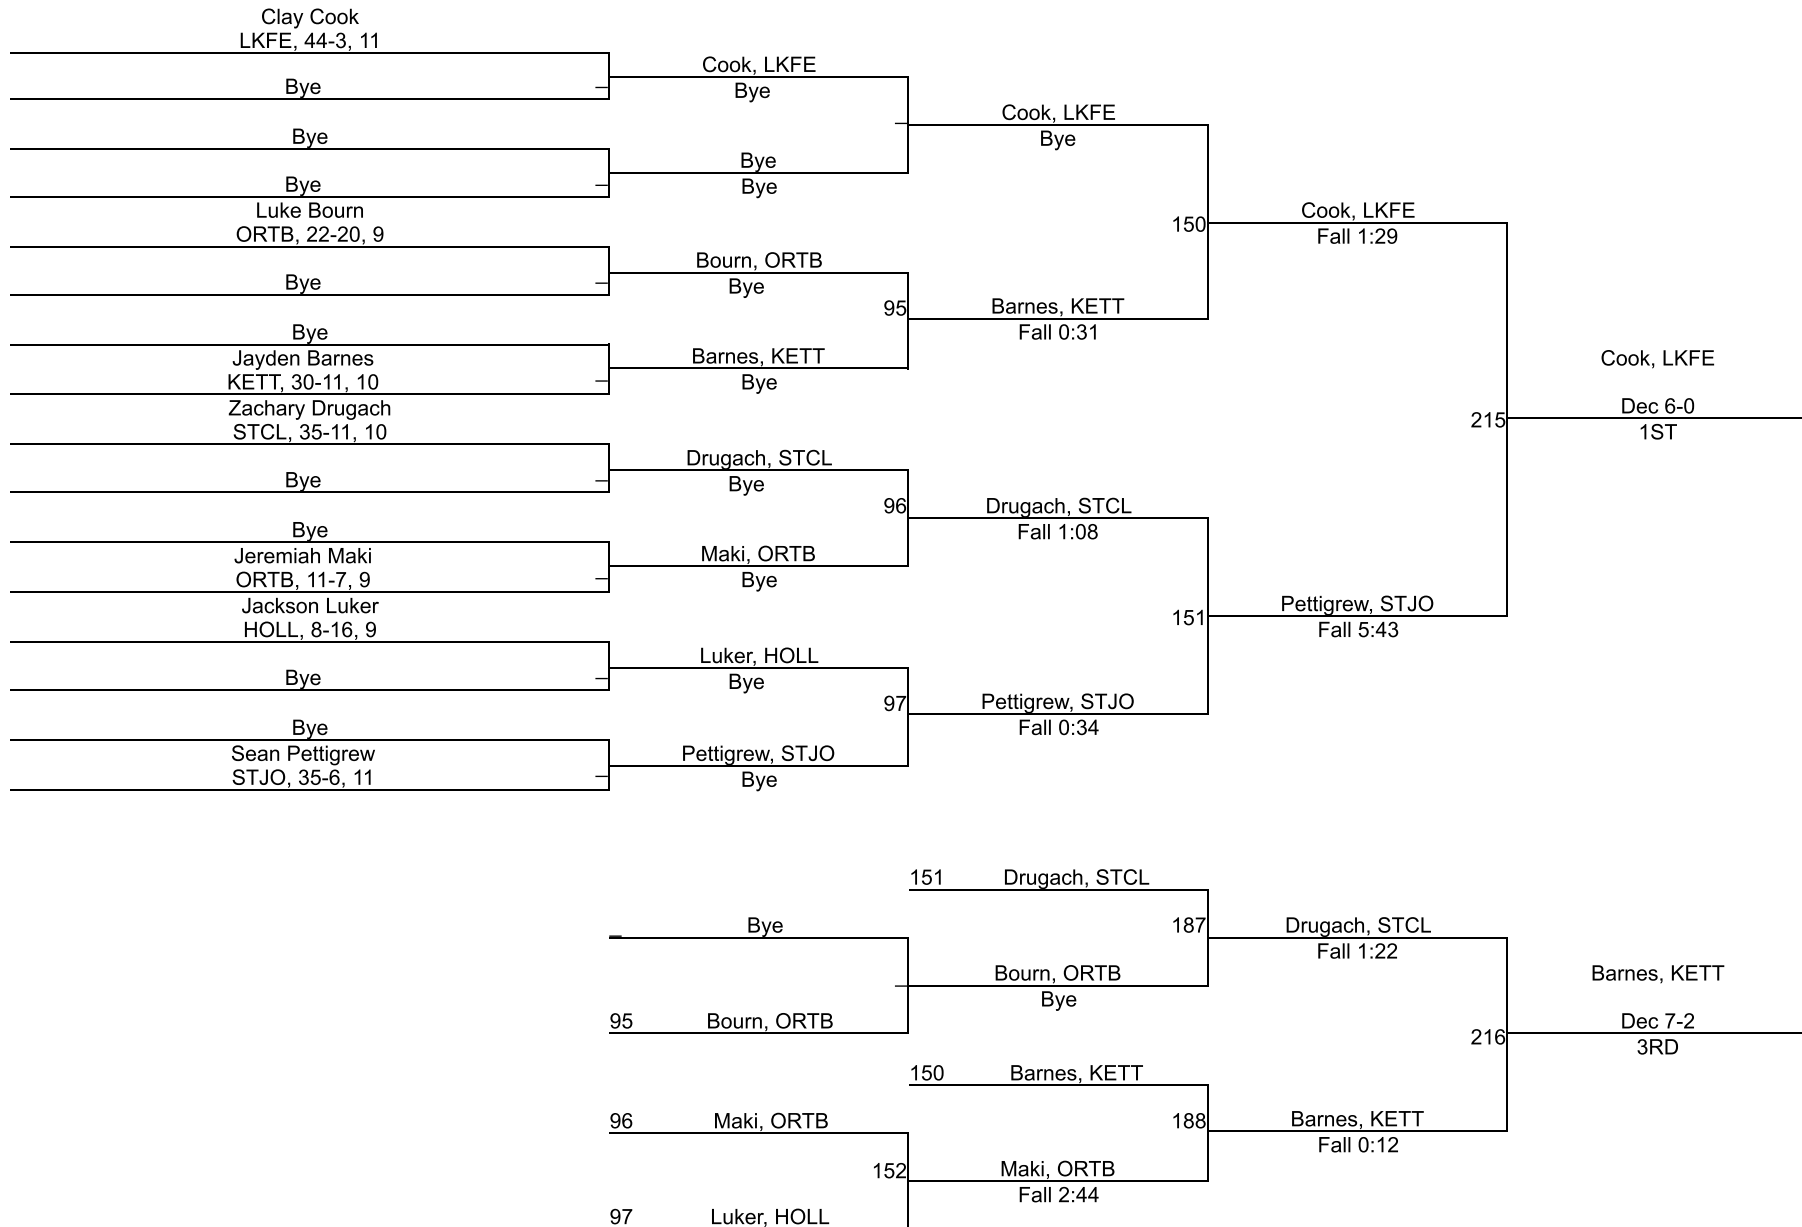 Clay Cook
LKFE, 44-3, 11
Bye
Bye
Bye
Luke Bourn
ORTB, 22-20, 9
Bye
Bye
Jayden Barnes
KETT, 30-11, 10
Zachary Drugach
STCL, 35-11, 10
Bye
Bye
Jeremiah Maki
ORTB, 11-7, 9
Jackson Luker
HOLL, 8-16, 9
Bye
Bye
Sean Pettigrew
STJO, 35-6, 11
Cook, LKFE
Bye
Bye
Bye
Bourn, ORTB
Bye
95
Barnes, KETT
Bye
Drugach, STCL
Bye
96
Maki, ORTB
Bye
Luker, HOLL
Bye
97
Pettigrew, STJO
Bye
Cook, LKFE
Bye
150
Barnes, KETT
Fall 0:31
Drugach, STCL
Fall 1:08
151
Pettigrew, STJO
Fall 0:34
Cook, LKFE
Fall 1:29
215
Pettigrew, STJO
Fall 5:43
Cook, LKFE
Dec 6-0
1ST
Bye
95 Bourn, ORTB
96 Maki, ORTB
152
97 Luker, HOLL
151 Drugach, STCL
187
Bourn, ORTB
Bye
150 Barnes, KETT
188
Maki, ORTB
Fall 2:44
Drugach, STCL
Fall 1:22
216
Barnes, KETT
Fall 0:12
Barnes, KETT
Dec 7-2
3RD